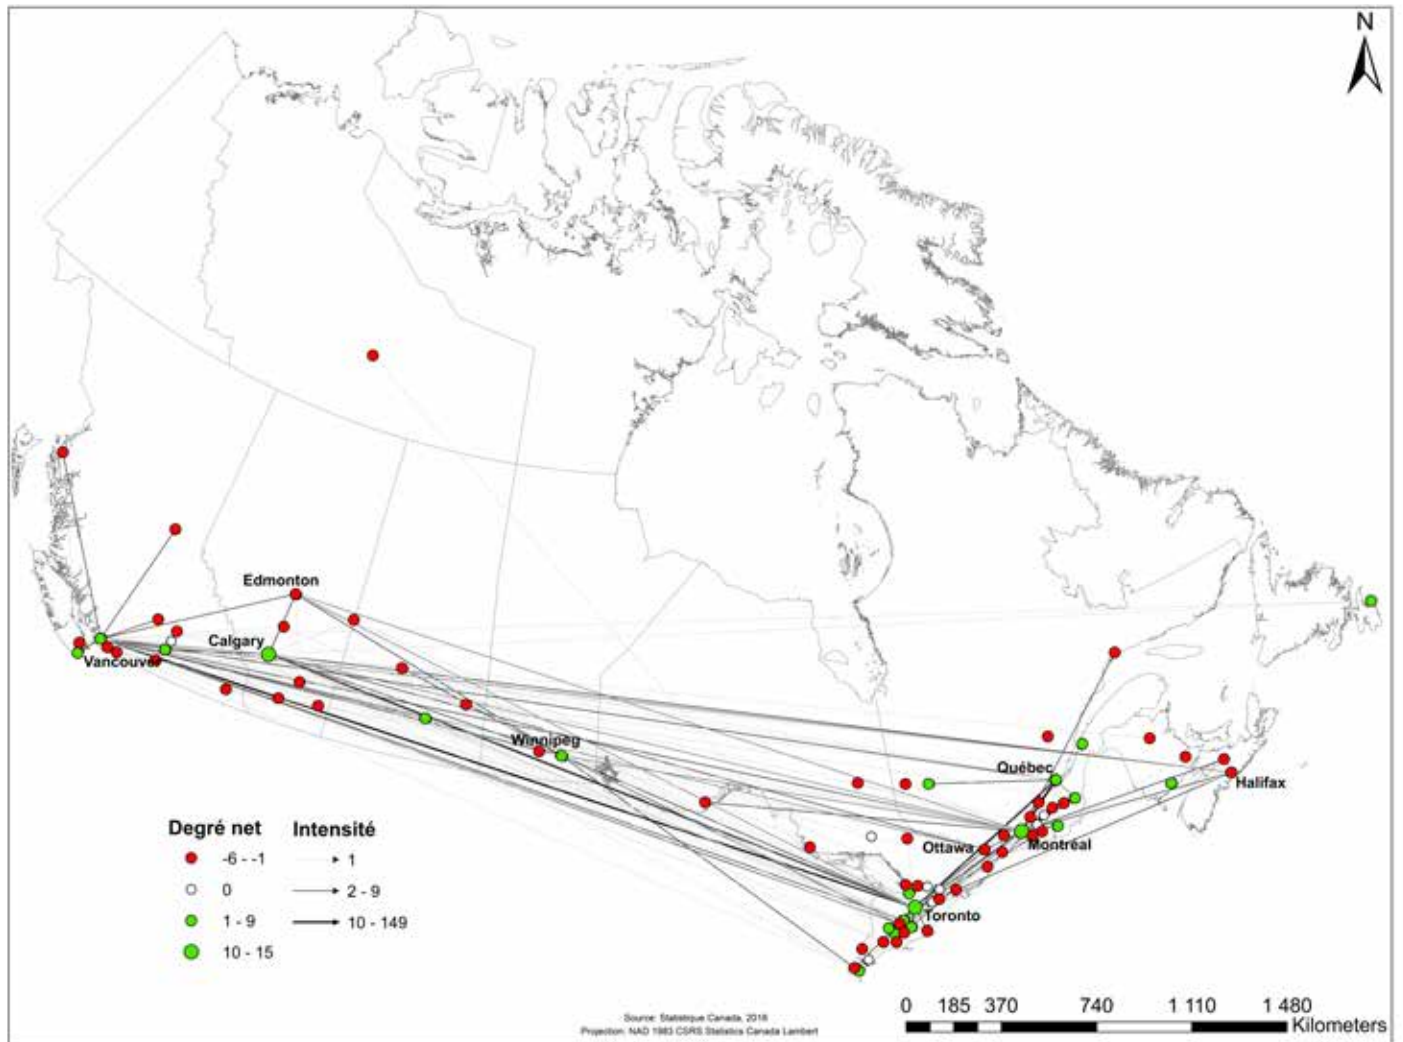 N
Edmonton
Calgary
Vancouver
Winnipeg
Québec
Halifax
Ottawa
Montréal
Toronto
Degré net Intensité
-6 - -1 1
0 2 - 9
1 - 9 10 - 149
10 - 15
0 185 370 740 1 110 1 480
Kilometers
Source: Statistique Canada, 2016
Projection: NAD 1983 CSRS Statistics Canada Lambert